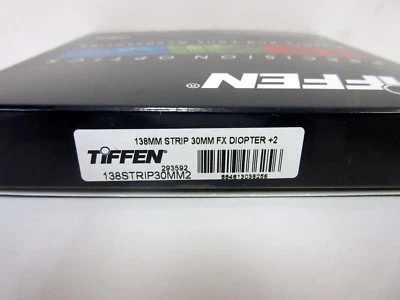 TIFFEN®
PRECISION OPTICS
138MM STRIP 30MM FX DIOPTER +2
TIFFEN®
293592
138STRIP30MM2